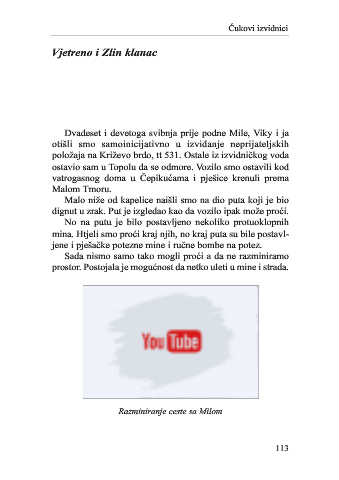 Čukovi izvidnici
Vjetreno i Zlin klanac
Dvadeset i devetoga svibnja prije podne Mile, Viky i ja
otišli smo samoinicijativno u izviđanje neprijateljskih
položaja na Križevo brdo, tt 531. Ostale iz izvidničkog voda
ostavio sam u Topolu da se odmore. Vozilo smo ostavili kod
vatrogasnog doma u Čepikućama i pješice krenuli prema
Malom Tmoru.
Malo niže od kapelice naišli smo na dio puta koji je bio
dignut u zrak. Put je izgledao kao da vozilo ipak može proći.
No na putu je bilo postavljeno nekoliko protuoklopnih
mina. Htjeli smo proći kraj njih, no kraj puta su bile postavl-
jene i pješačke potezne mine i ručne bombe na potez.
Sada nismo samo tako mogli proći a da ne razminiramo
prostor. Postojala je mogućnost da netko uleti u mine i strada.
YouTube
Razminiranje ceste sa Milom
113